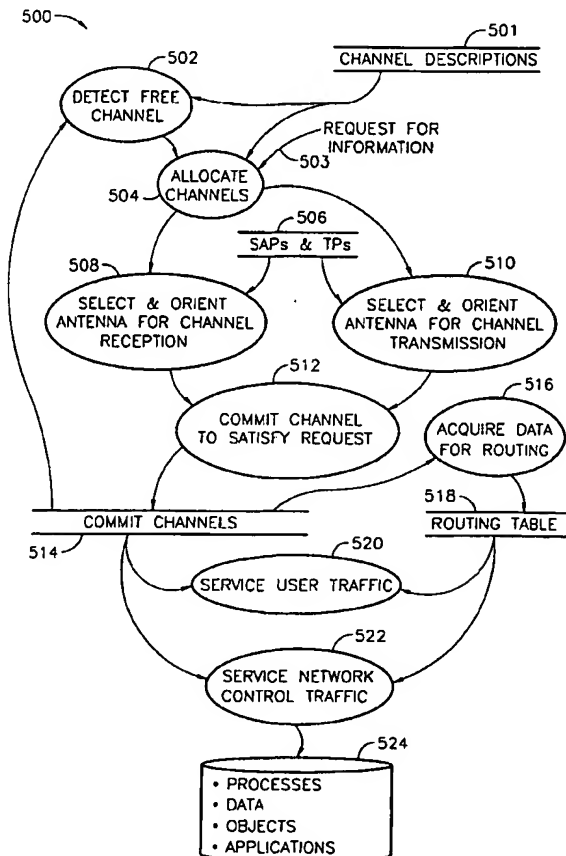 500
501
CHANNEL DESCRIPTIONS
502
DETECT FREE
CHANNEL
REQUEST FOR
INFORMATION
503
ALLOCATE
CHANNELS
504
506
SAPs & TPs
508
SELECT & ORIENT
ANTENNA FOR CHANNEL
RECEPTION
510
SELECT & ORIENT
ANTENNA FOR CHANNEL
TRANSMISSION
512
COMMIT CHANNEL
TO SATISFY REQUEST
516
ACQUIRE DATA
FOR ROUTING
COMMIT CHANNELS
514
518
ROUTING TABLE
520
SERVICE USER TRAFFIC
522
SERVICE NETWORK
CONTROL TRAFFIC
524
• PROCESSES
• DATA
• OBJECTS
• APPLICATIONS